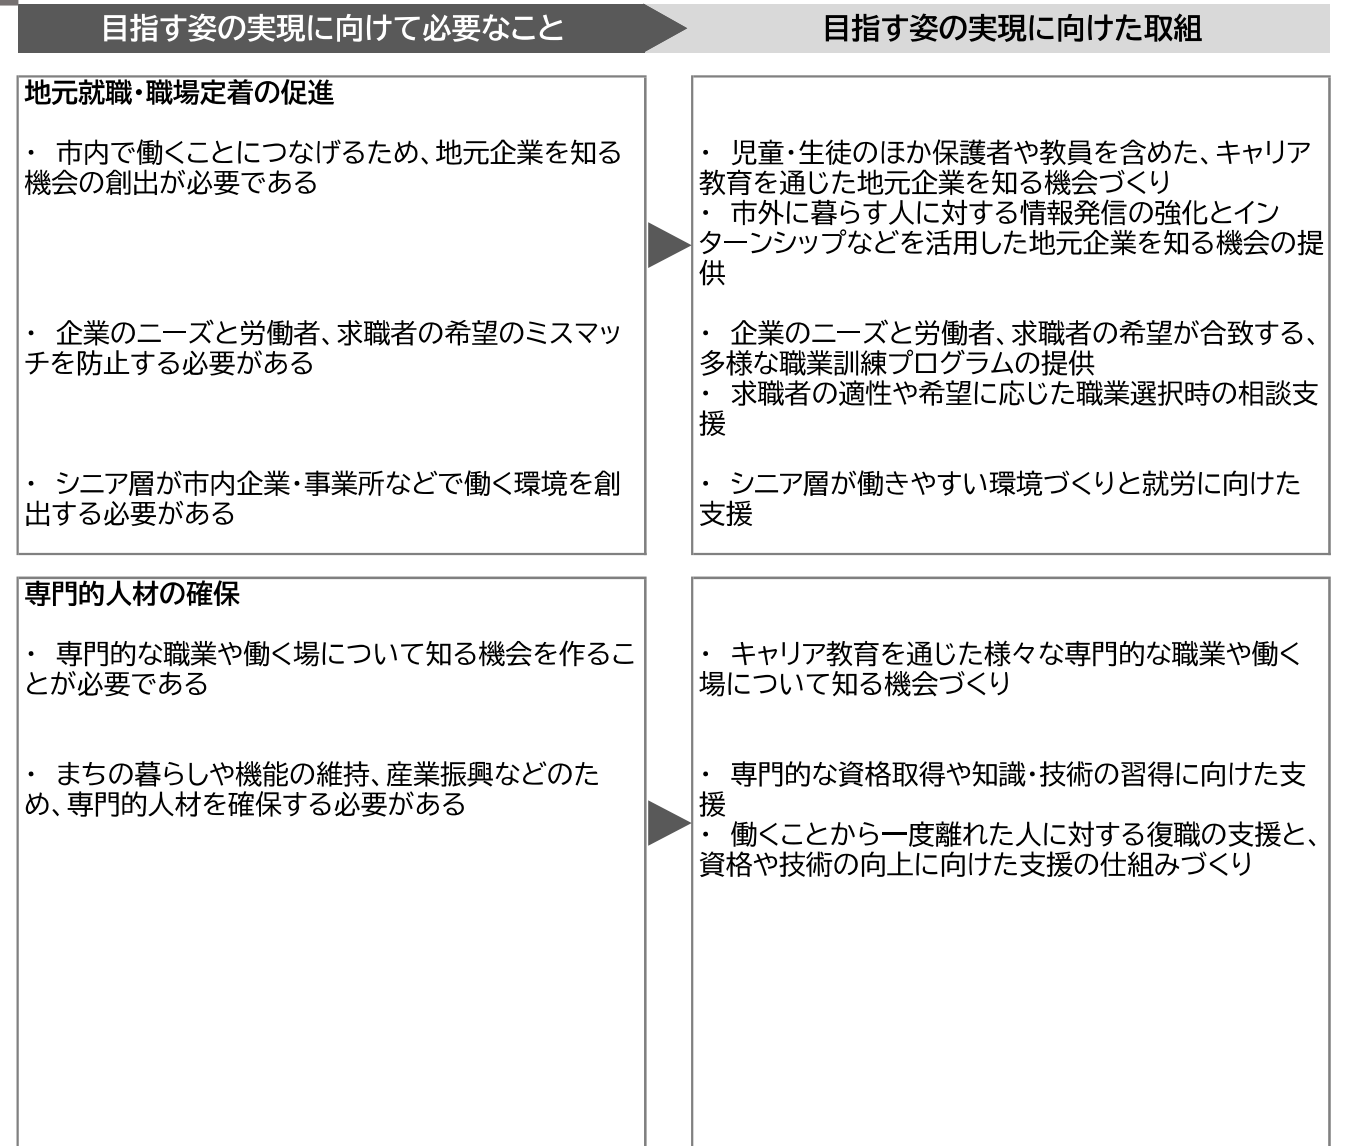 目指す姿の実現に向けて必要なこと
目指す姿の実現に向けた取組
地元就職・職場定着の促進
・ 市内で働くことにつなげるため、地元企業を知る
機会の創出が必要である
・ 企業のニーズと労働者、求職者の希望のミスマッ
チを防止する必要がある
・ シニア層が市内企業・事業所などで働く環境を創
出する必要がある
・ 児童・生徒のほか保護者や教員を含めた、キャリア
教育を通じた地元企業を知る機会づくり
・ 市外に暮らす人に対する情報発信の強化とイン
ターンシップなどを活用した地元企業を知る機会の提
供
・ 企業のニーズと労働者、求職者の希望が合致する、
多様な職業訓練プログラムの提供
・ 求職者の適性や希望に応じた職業選択時の相談支
援
・ シニア層が働きやすい環境づくりと就労に向けた
支援
専門的人材の確保
・ 専門的な職業や働く場について知る機会を作るこ
とが必要である
・ まちの暮らしや機能の維持、産業振興などのた
め、専門的人材を確保する必要がある
・ キャリア教育を通じた様々な専門的な職業や働く
場について知る機会づくり
・ 専門的な資格取得や知識・技術の習得に向けた支
援
・ 働くことから一度離れた人に対する復職の支援と、
資格や技術の向上に向けた支援の仕組みづくり